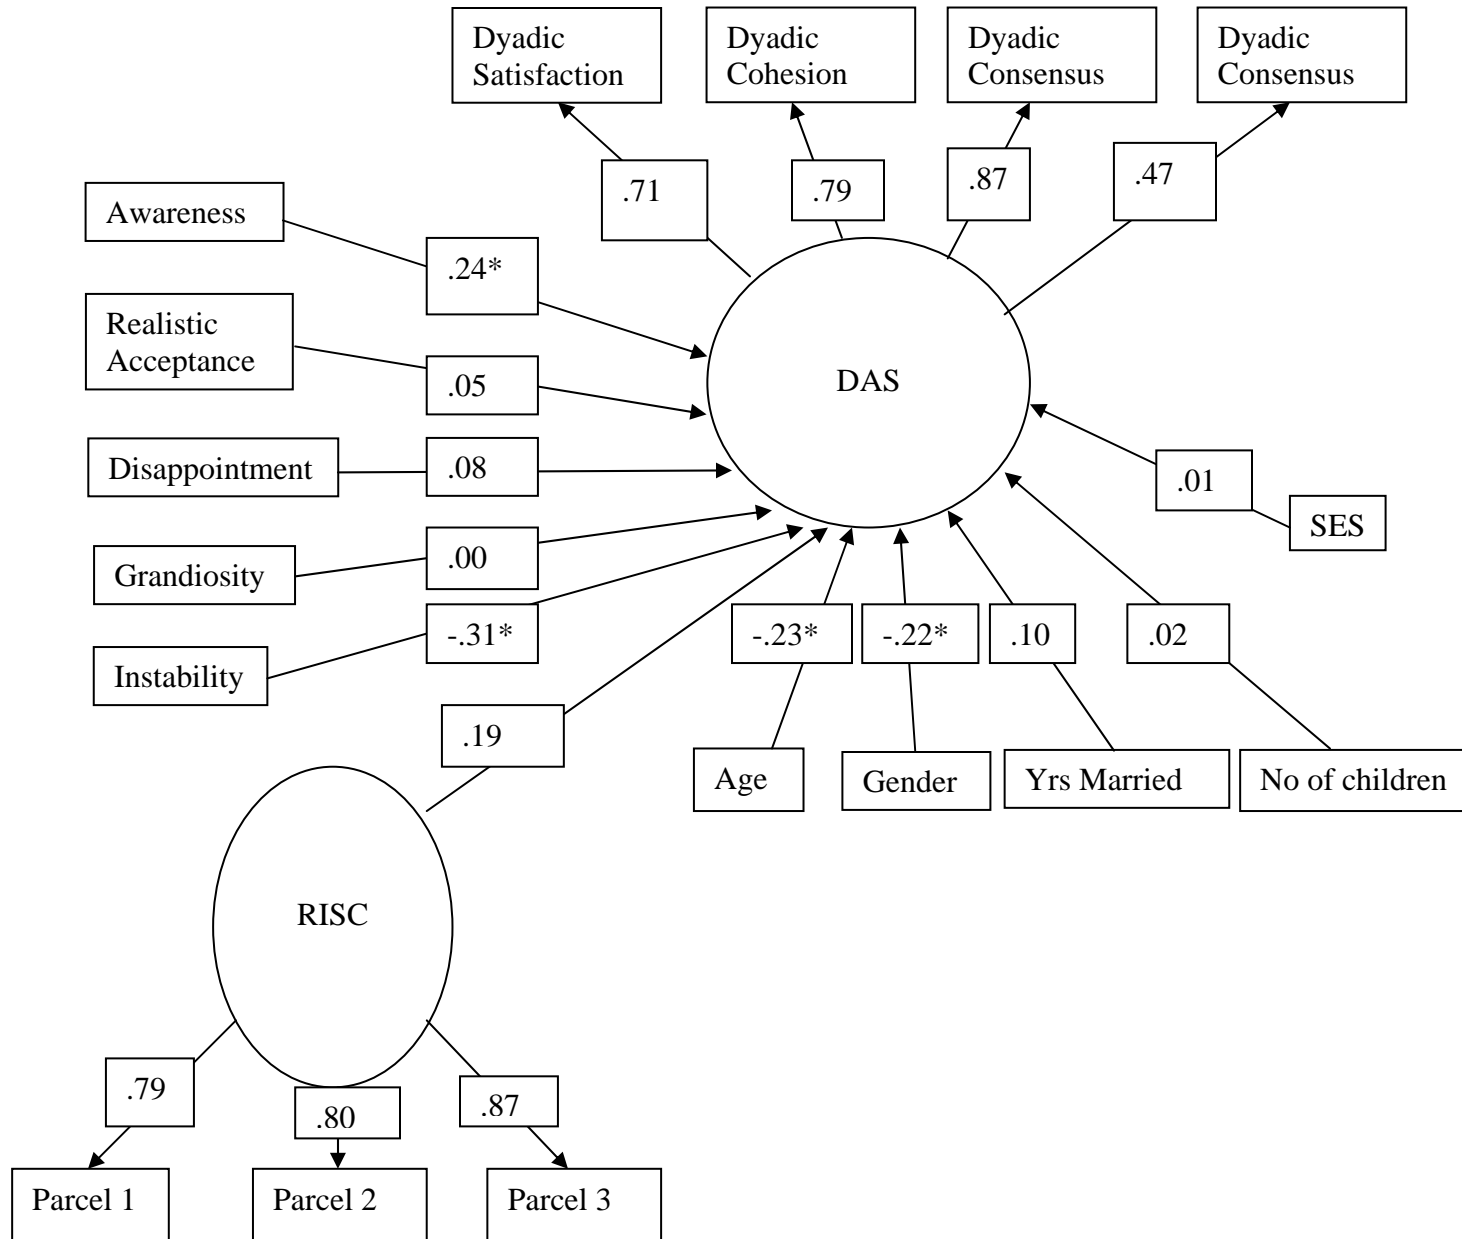 Dyadic
Satisfaction
Dyadic
Cohesion
Dyadic
Consensus
Dyadic
Consensus
.71
.79
.87
.47
Awareness
.24*
Realistic
Acceptance
.05
DAS
Disappointment
.08
.01
SES
Grandiosity
.00
Instability
-.31*
-.23*
-.22*
.10
.02
.19
Age
Gender
Yrs Married
No of children
RISC
.79
.80
.87
Parcel 1
Parcel 2
Parcel 3